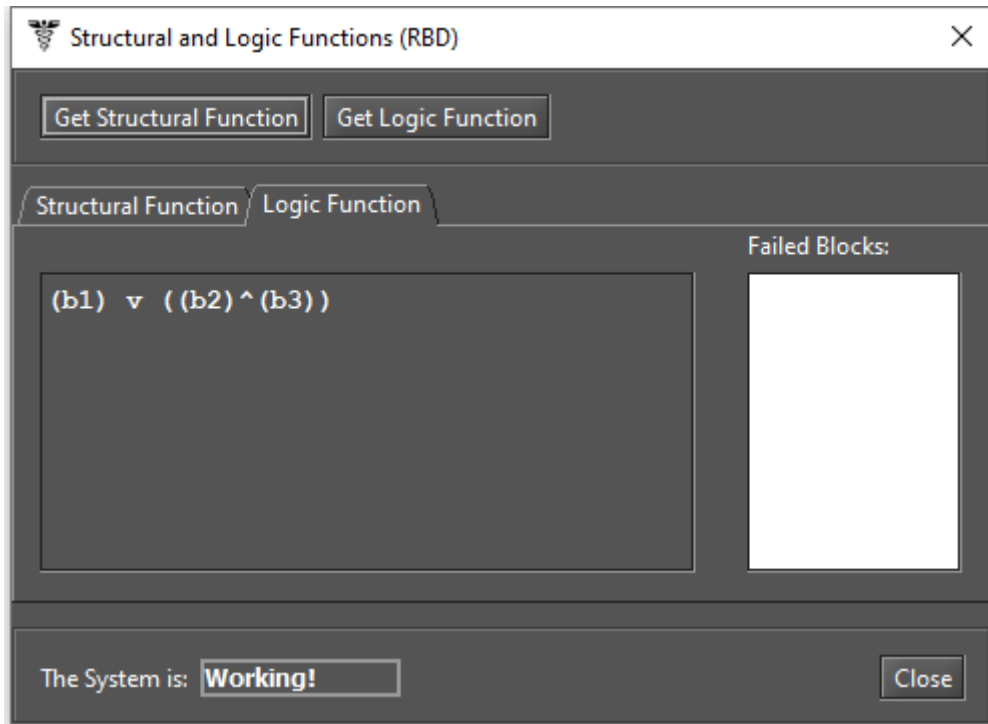 Structural and Logic Functions (RBD)
Get Structural Function Get Logic Function
Structural Function Logic Function
Failed Blocks:
(b1) v ((b2)^(b3))
The System is: Working!
Close